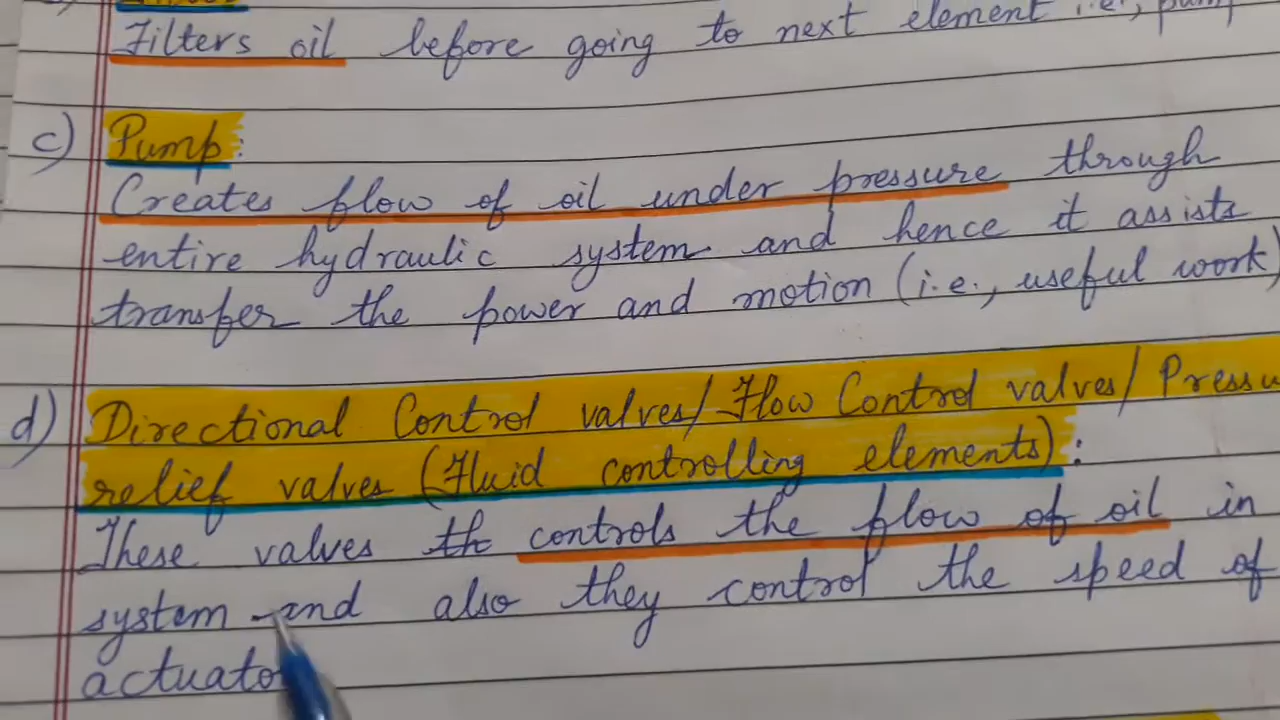 Filters oil before going to next element i.e., pump
c) Pump:
Creates flow of oil under pressure through
entire hydraulic system and hence it assists
transfer the power and motion (i.e., useful work)
d) Directional Control valves/Flow Control valves/Pressu
relief valves (Fluid controlling elements):
These valves th controls the flow of oil in
system and also they control the speed of
actuato